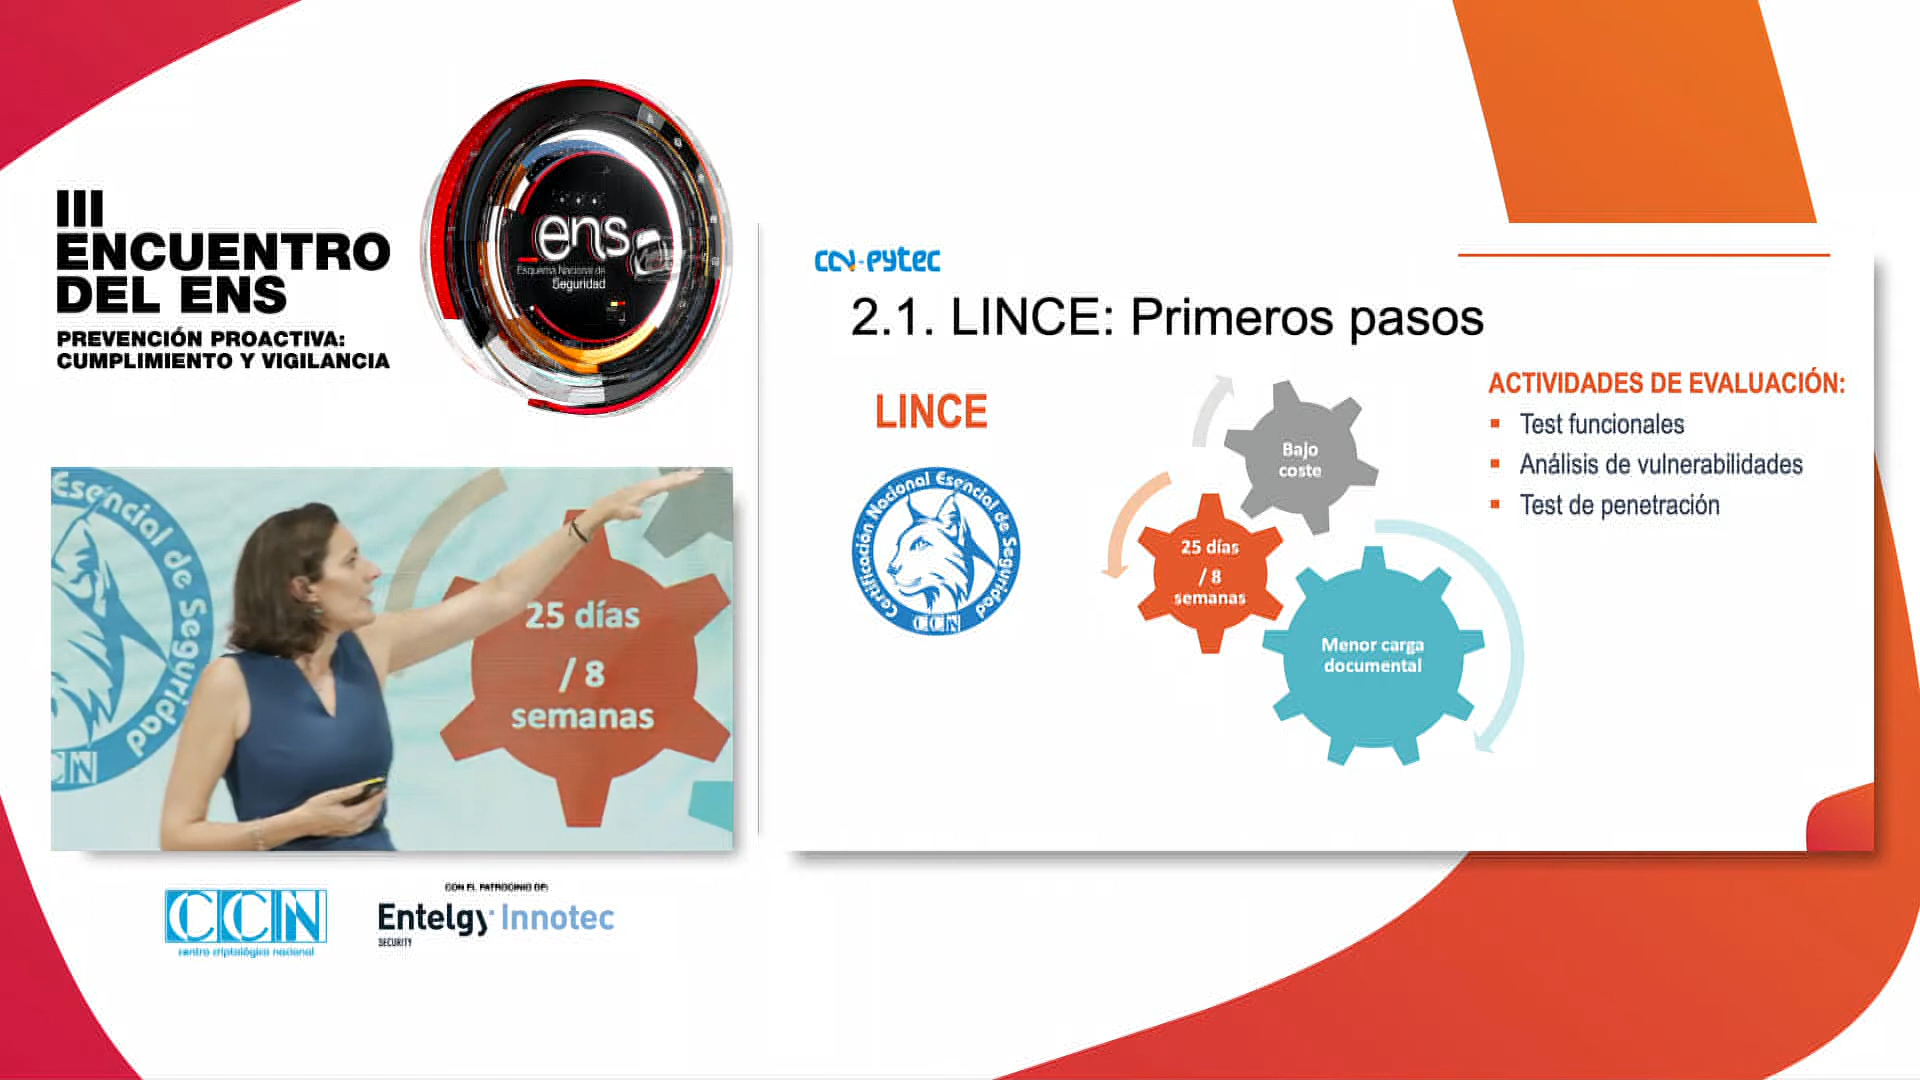 III
ENCUENTRO
DEL ENS
PREVENCIÓN PROACTIVA:
CUMPLIMIENTO Y VIGILANCIA
ens
Esquema Nacional de
Seguridad
Esencial de Seguridad
25 días
/ 8
semanas
CCN
centro criptológico nacional
CON EL PATROCINIO DE:
Entelgy Innotec
SECURITY
CCN-PYTEC
2.1. LINCE: Primeros pasos
LINCE
Certificación Nacional Esencial de Seguridad
CCN
Bajo
coste
25 días
/ 8
semanas
Menor carga
documental
ACTIVIDADES DE EVALUACIÓN:
▪ Test funcionales
▪ Análisis de vulnerabilidades
▪ Test de penetración